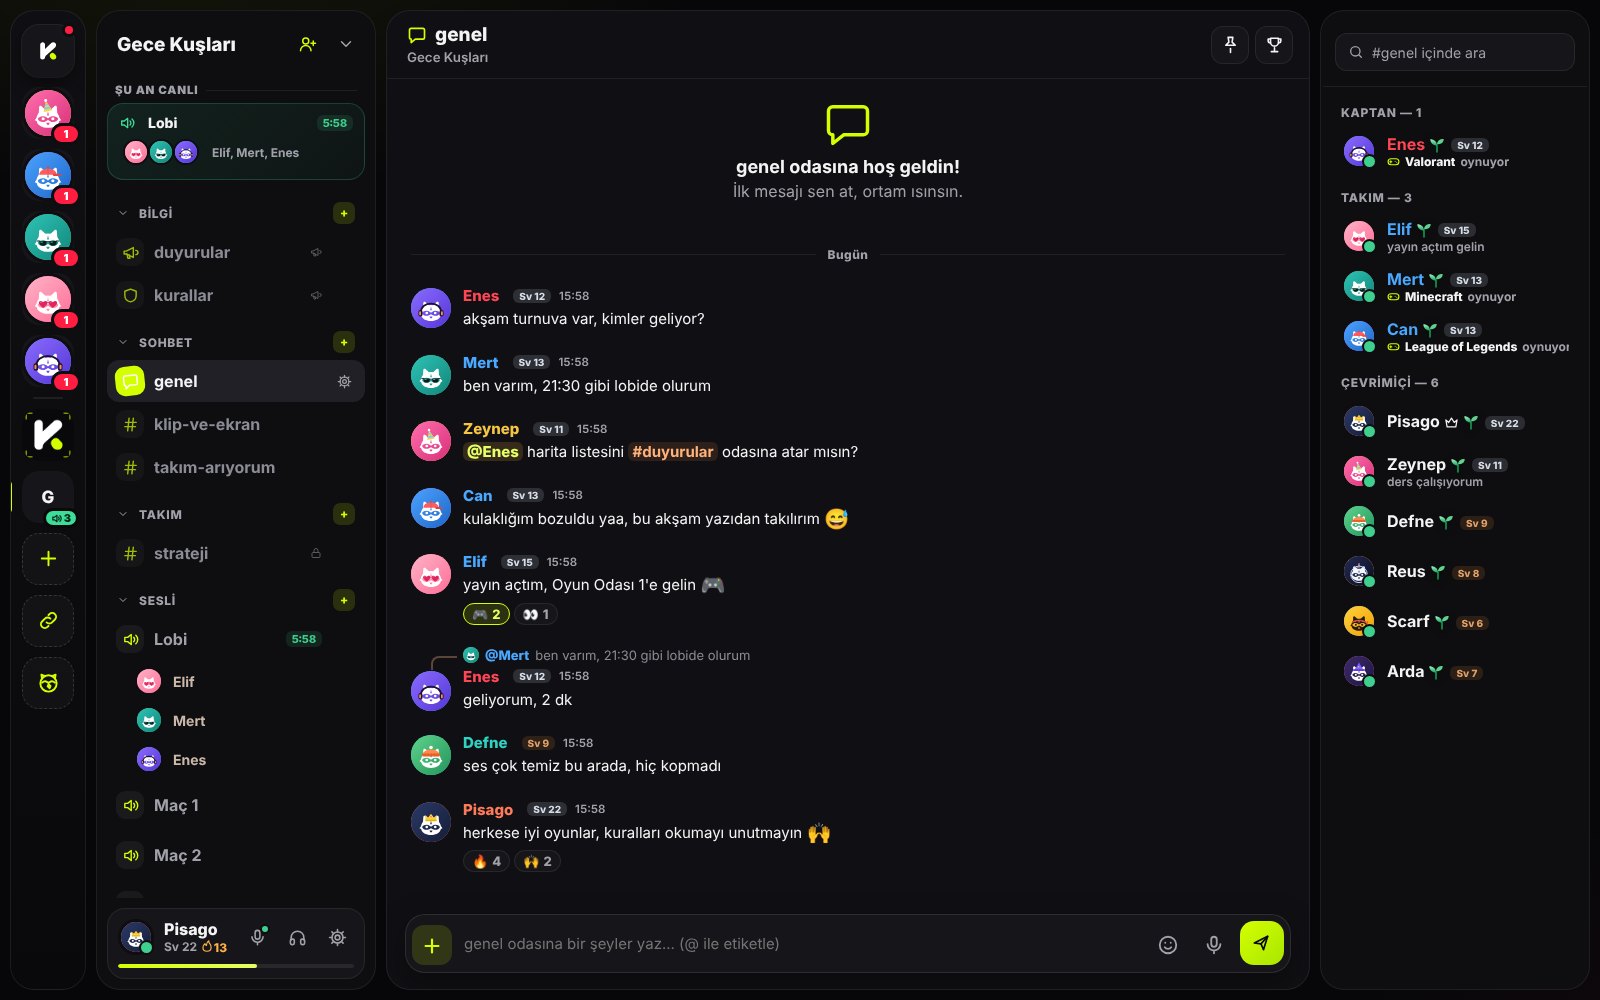 1
1
1
1
1
G
3
Gece Kuşları
ŞU AN CANLI
Lobi
5:58
Elif, Mert, Enes
BİLGİ
duyurular
kurallar
SOHBET
genel
klip-ve-ekran
takım-arıyorum
TAKIM
strateji
SESLİ
Lobi
5:58
Elif
Mert
Enes
Maç 1
Maç 2
Pisago
Sv 22 13
genel
Gece Kuşları
genel odasına hoş geldin!
İlk mesajı sen at, ortam ısınsın.
Bugün
Enes Sv 12 15:58
akşam turnuva var, kimler geliyor?
Mert Sv 13 15:58
ben varım, 21:30 gibi lobide olurum
Zeynep Sv 11 15:58
@Enes harita listesini #duyurular odasına atar mısın?
Can Sv 13 15:58
kulaklığım bozuldu yaa, bu akşam yazıdan takılırım 😅
Elif Sv 15 15:58
yayın açtım, Oyun Odası 1'e gelin 🎮
🎮 2 👀 1
@Mert ben varım, 21:30 gibi lobide olurum
Enes Sv 12 15:58
geliyorum, 2 dk
Defne Sv 9 15:58
ses çok temiz bu arada, hiç kopmadı
Pisago Sv 22 15:58
herkese iyi oyunlar, kuralları okumayı unutmayın 🙌
🔥 4 🙌 2
genel odasına bir şeyler yaz... (@ ile etiketle)
#genel içinde ara
KAPTAN — 1
Enes Sv 12
Valorant oynuyor
TAKIM — 3
Elif Sv 15
yayın açtım gelin
Mert Sv 13
Minecraft oynuyor
Can Sv 13
League of Legends oynuyor
ÇEVRİMİÇİ — 6
Pisago Sv 22
Zeynep Sv 11
ders çalışıyorum
Defne Sv 9
Reus Sv 8
Scarf Sv 6
Arda Sv 7